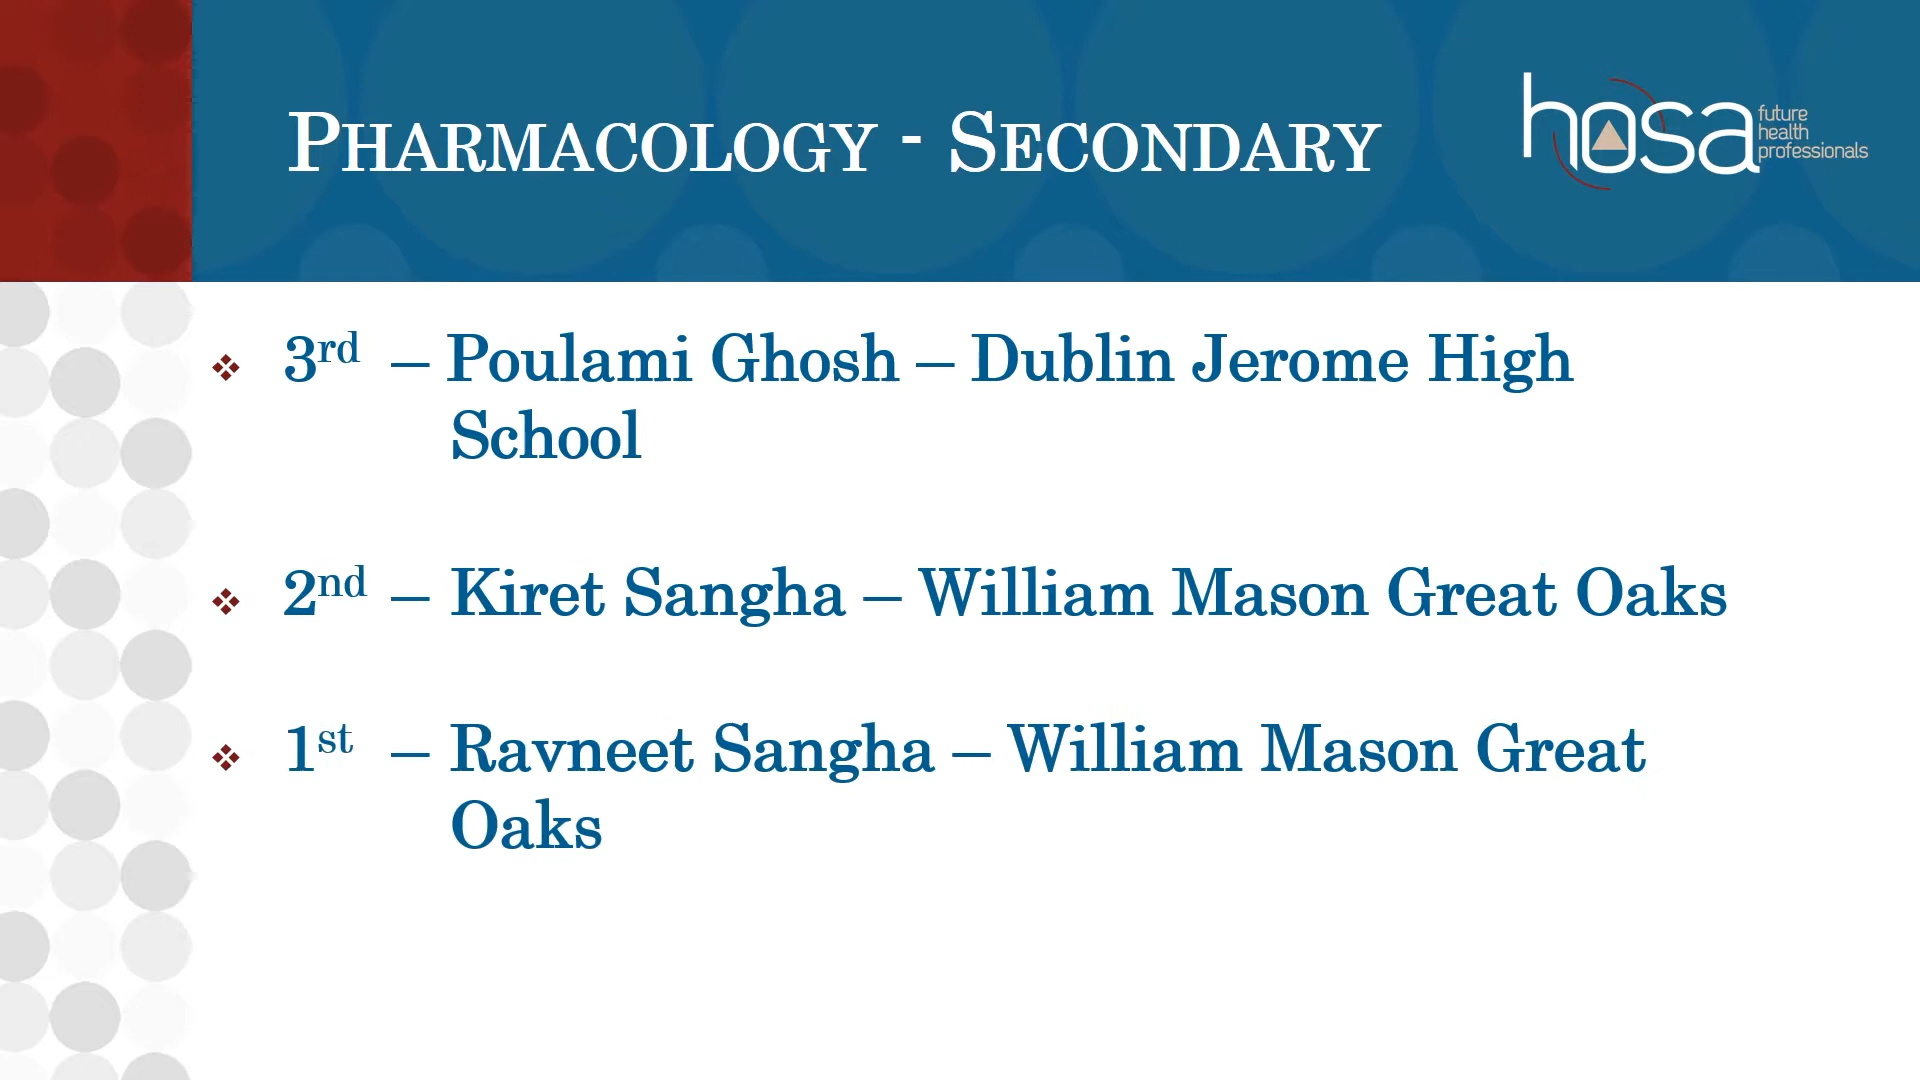 PHARMACOLOGY - SECONDARY
hosa
future
health
professionals
3rd – Poulami Ghosh – Dublin Jerome High
School
2nd – Kiret Sangha – William Mason Great Oaks
1st – Ravneet Sangha – William Mason Great
Oaks